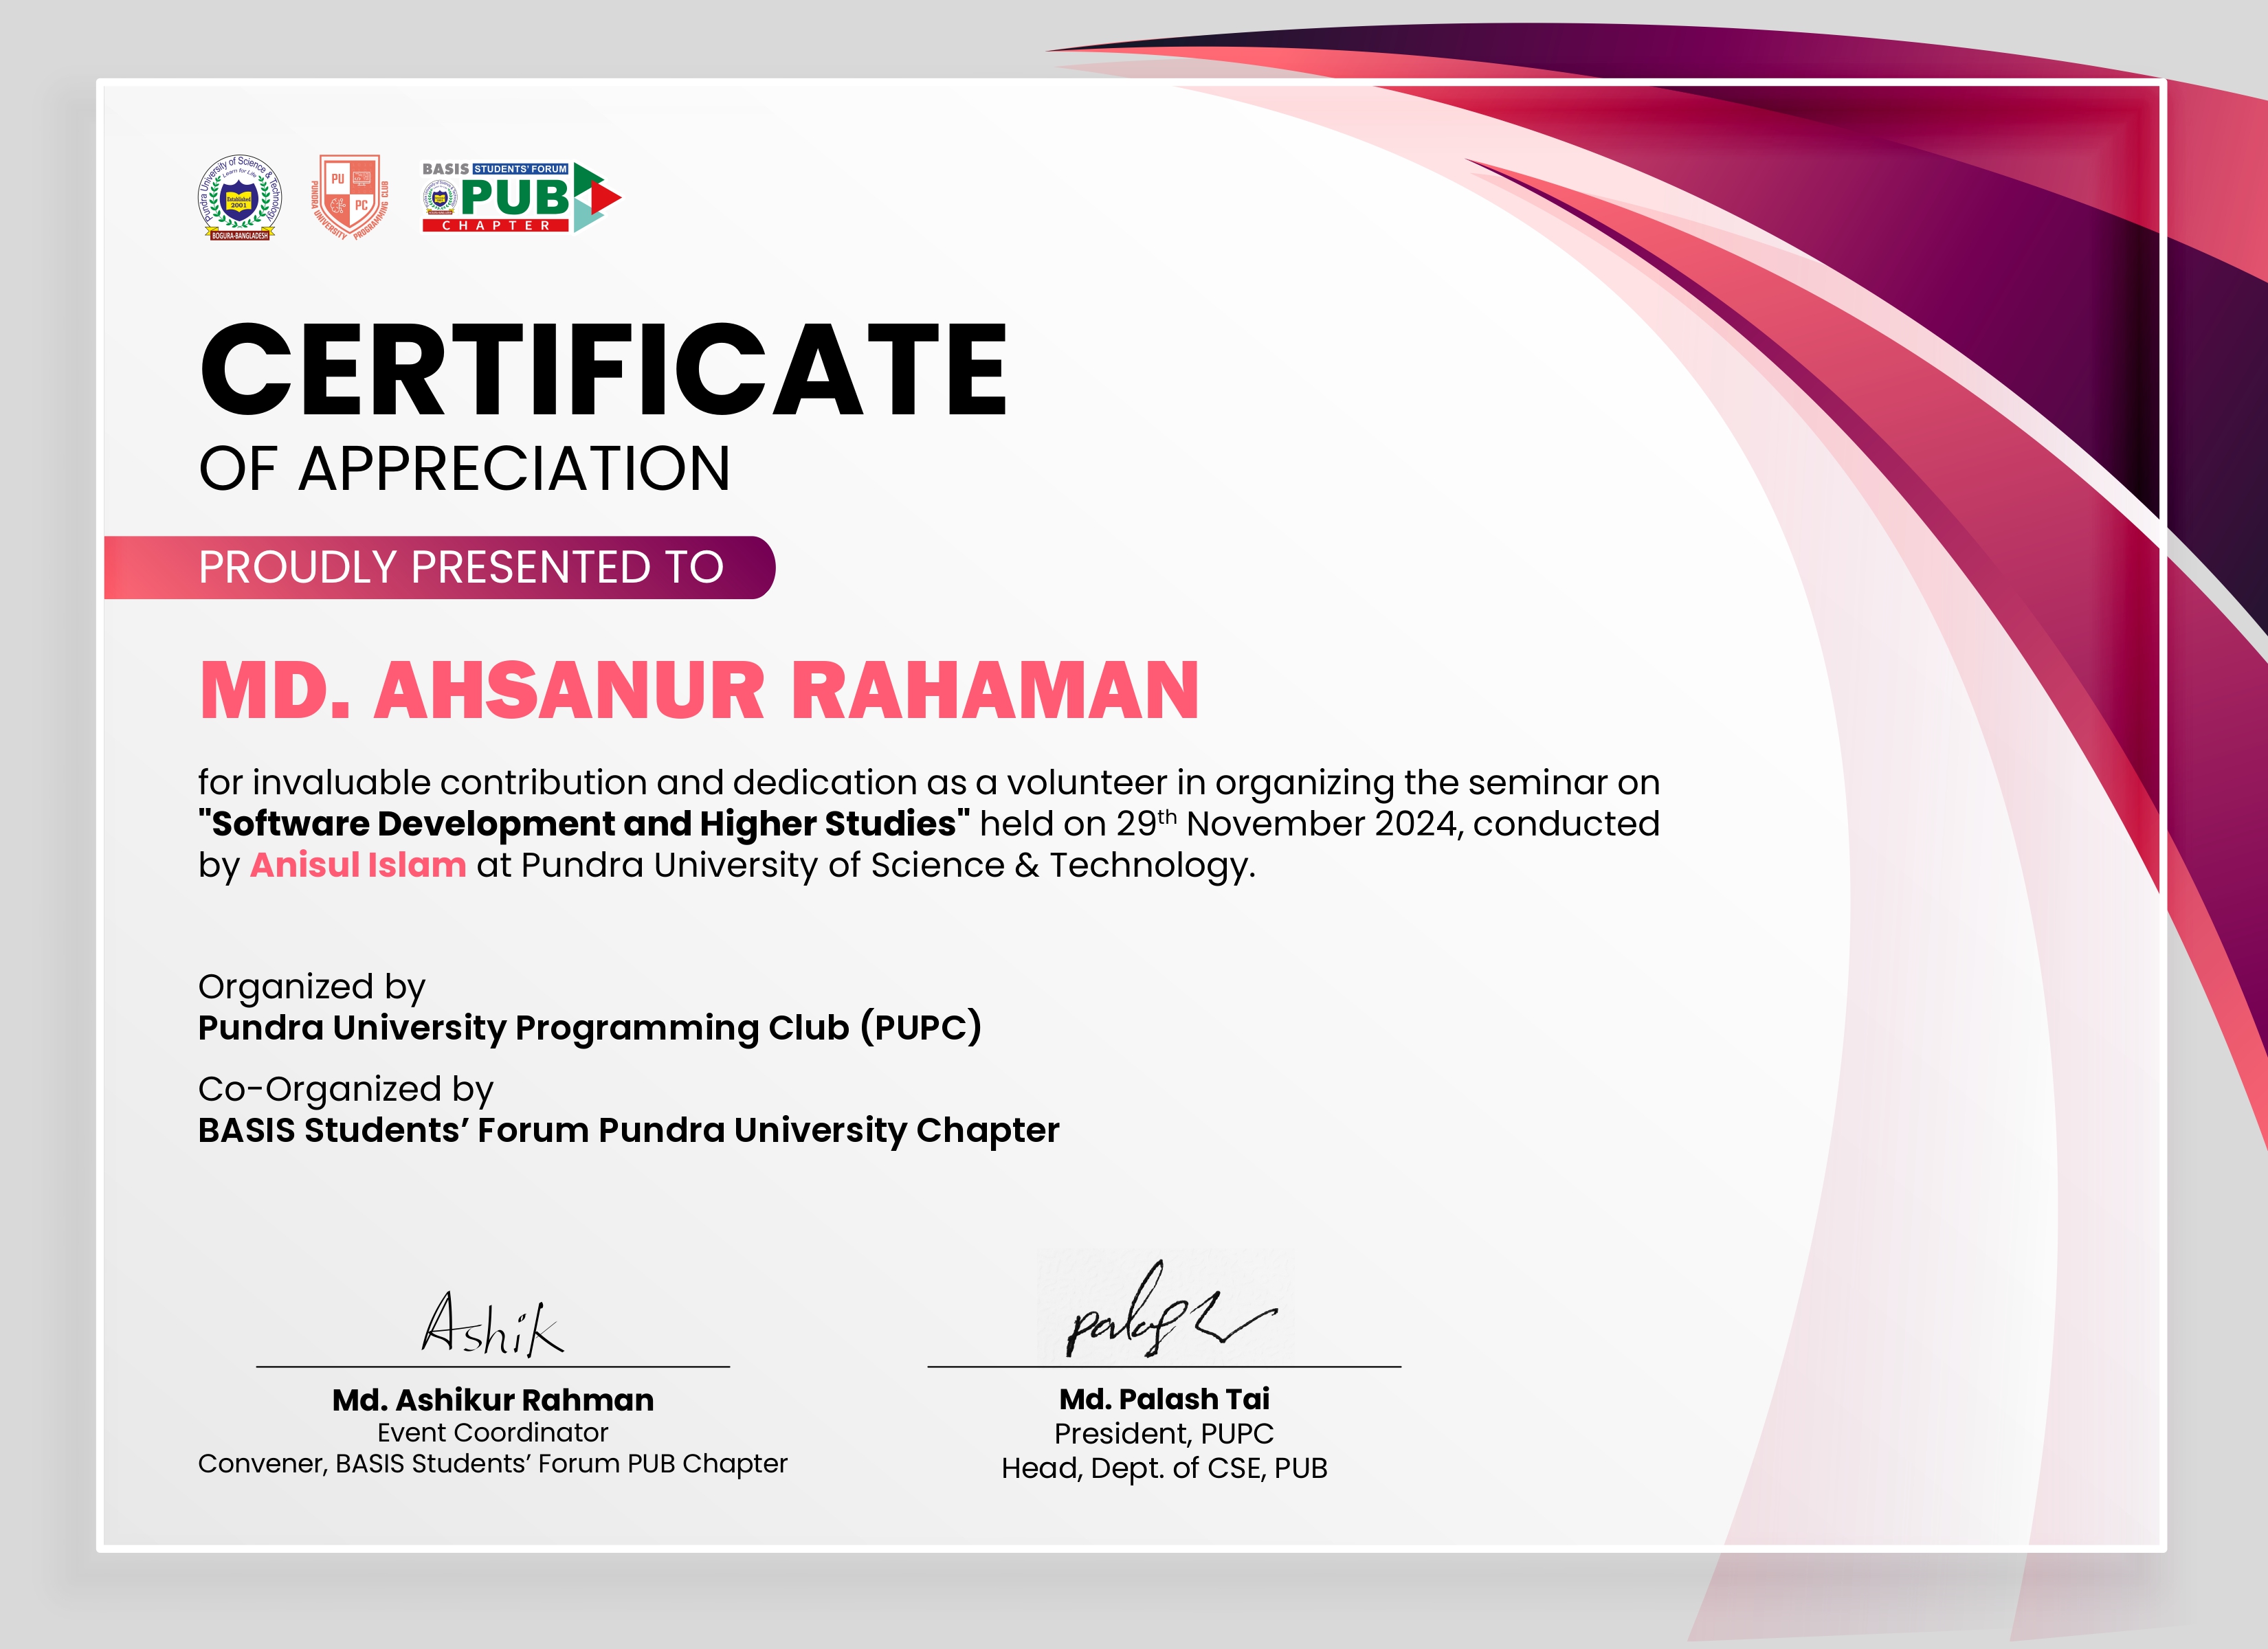 Pundra University of Science & Technology
Learn for Life
Established
2001
BOGURA-BANGLADESH
PU
PC
PUNDRA UNIVERSITY PROGRAMMING CLUB
BASIS STUDENTS' FORUM
PUB
CHAPTER
CERTIFICATE
OF APPRECIATION
PROUDLY PRESENTED TO
MD. AHSANUR RAHAMAN
for invaluable contribution and dedication as a volunteer in organizing the seminar on
"Software Development and Higher Studies" held on 29th November 2024, conducted
by Anisul Islam at Pundra University of Science & Technology.
Organized by
Pundra University Programming Club (PUPC)
Co-Organized by
BASIS Students’ Forum Pundra University Chapter
Ashik
palash
Md. Ashikur Rahman
Event Coordinator
Convener, BASIS Students’ Forum PUB Chapter
Md. Palash Tai
President, PUPC
Head, Dept. of CSE, PUB